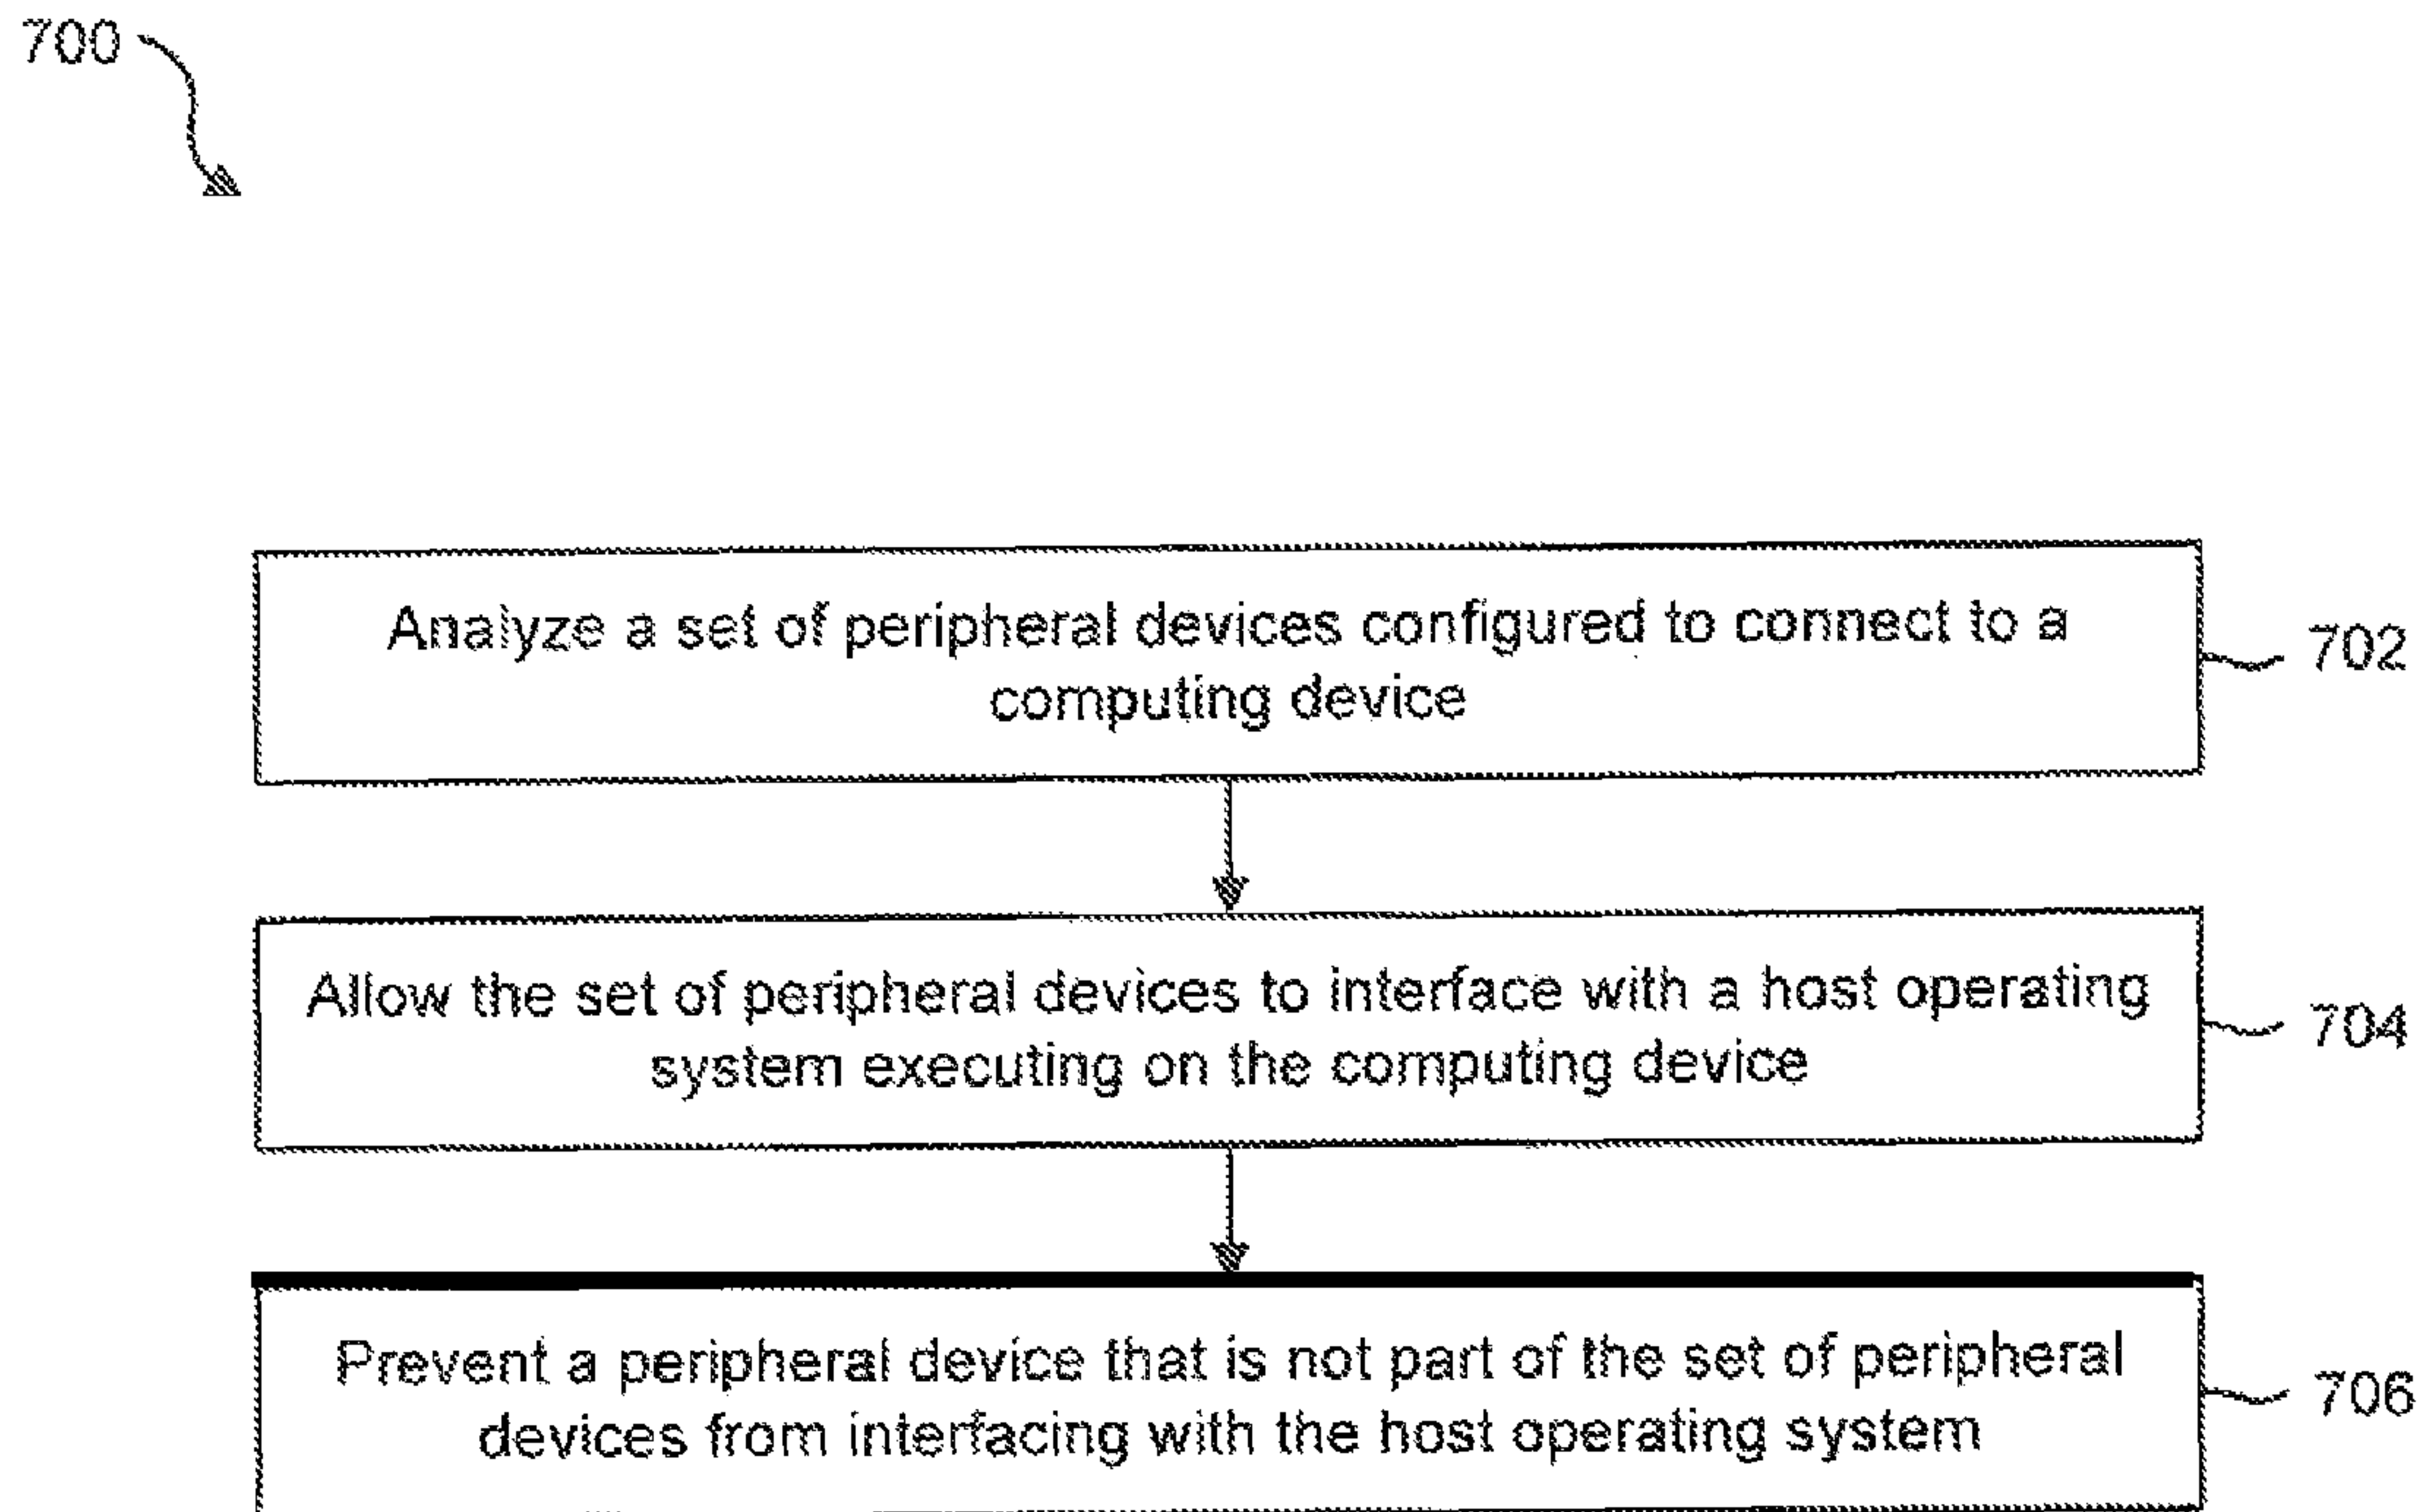 700
Analyze a set of peripheral devices configured to connect to a
computing device
702
Allow the set of peripheral devices to interface with a host operating
system executing on the computing device
704
Prevent a peripheral device that is not part of the set of peripheral
devices from interfacing with the host operating system
706